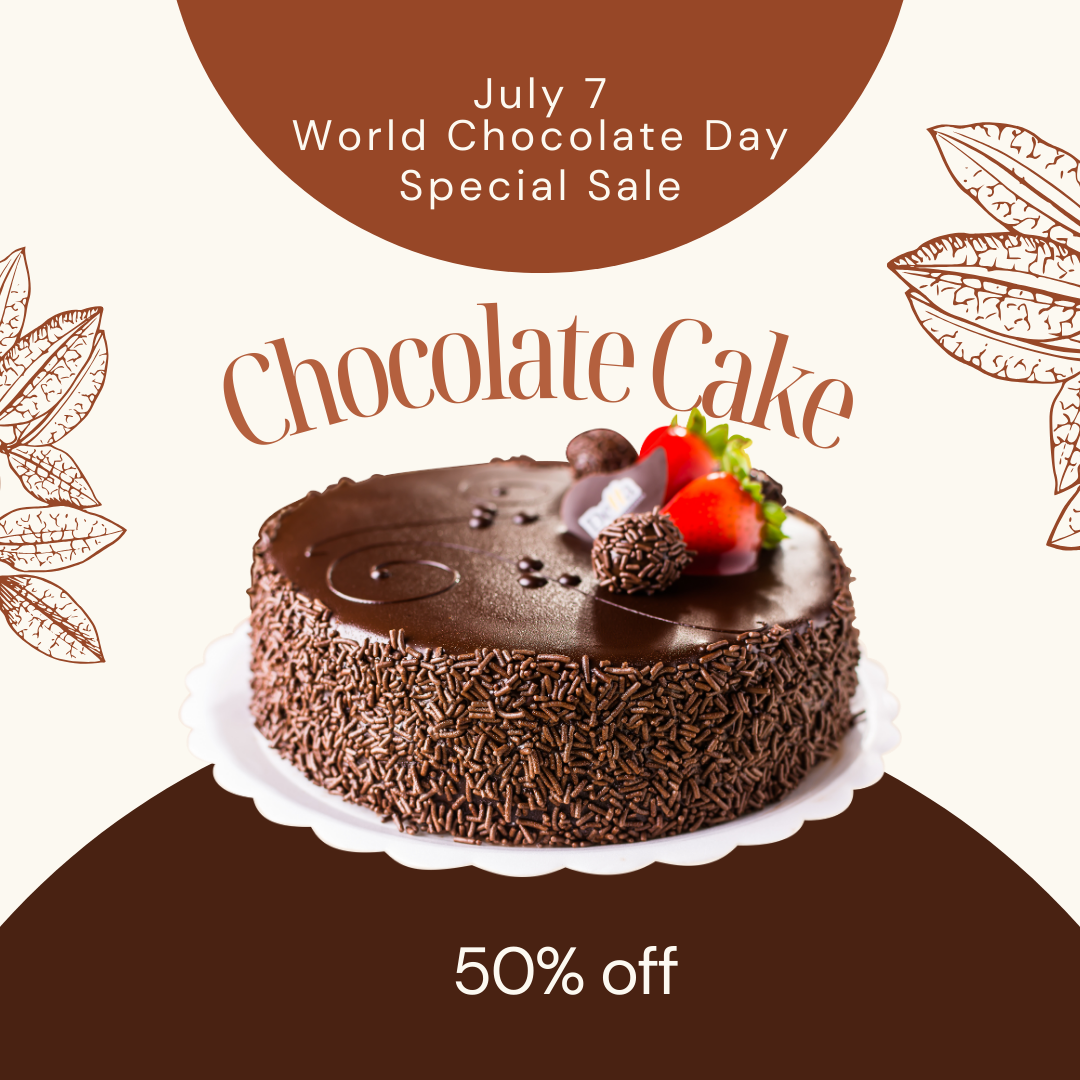 July 7
World Chocolate Day
Special Sale
Chocolate Cake
50% off